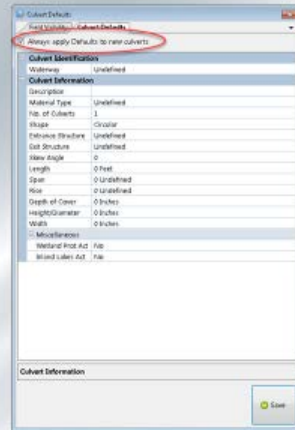 Culvert Defaults
Field Visibility Culvert Defaults
Always apply Defaults to new culverts
Culvert Identification
Waterway Undefined
Culvert Information
Description
Material Type Undefined
No. of Culverts 1
Shape Circular
Entrance Structure Undefined
Exit Structure Undefined
Skew Angle 0
Length 0 Feet
Span 0 Undefined
Rise 0 Undefined
Depth of Cover 0 Inches
Height/Diameter 0 Inches
Width 0 Inches
Miscellaneous
Wetland Prot Act No
Inland Lakes Act No
Culvert Information
Save